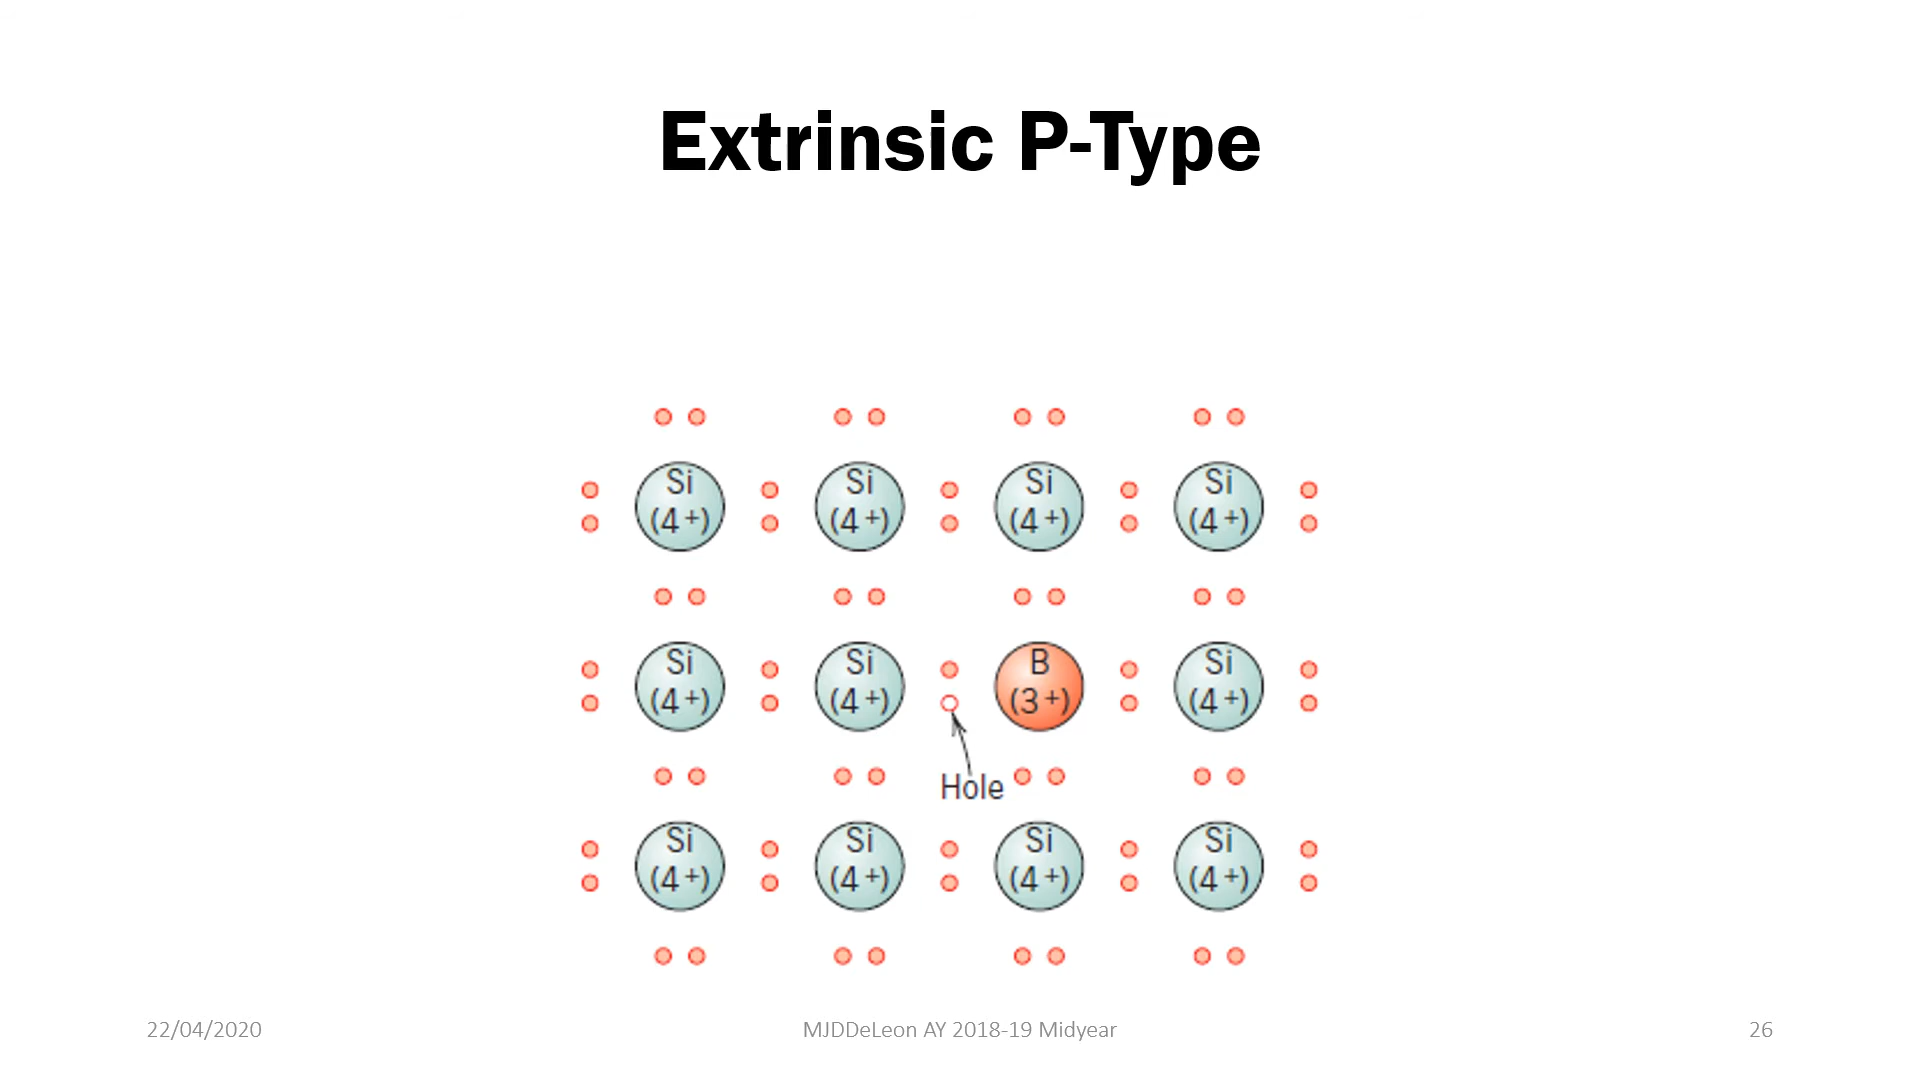 Extrinsic P-Type
Si Si Si Si
(4+) (4+) (4+) (4+)
Si Si B Si
(4+) (4+) (3+) (4+)
Hole
Si Si Si Si
(4+) (4+) (4+) (4+)
22/04/2020 MJDDeLeon AY 2018-19 Midyear 26